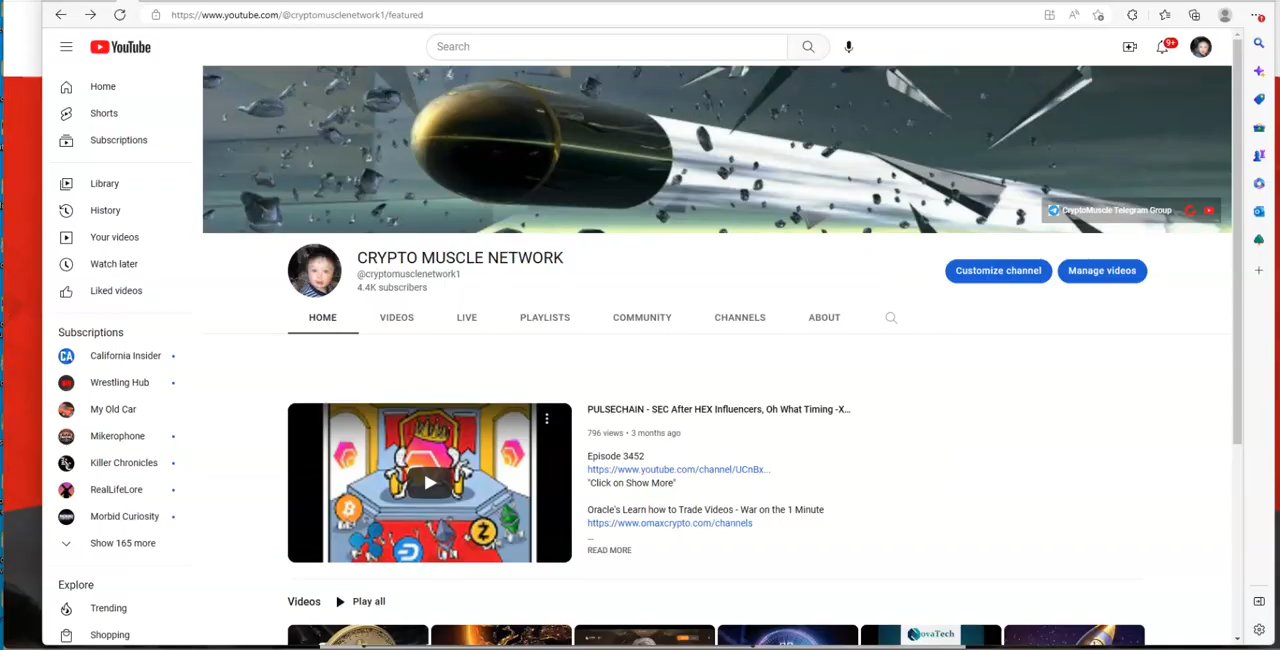 https://www.youtube.com/@cryptomusclenetwork1/featured
YouTube
Search
9+
Home
Shorts
Subscriptions
Library
History
Your videos
Watch later
Liked videos
Subscriptions
California Insider
Wrestling Hub
My Old Car
Mikerophone
Killer Chronicles
RealLifeLore
Morbid Curiosity
Show 165 more
Explore
Trending
Shopping
CryptoMuscle Telegram Group
CRYPTO MUSCLE NETWORK
@cryptomusclenetwork1
4.4K subscribers
Customize channel
Manage videos
HOME
VIDEOS
LIVE
PLAYLISTS
COMMUNITY
CHANNELS
ABOUT
PULSECHAIN - SEC After HEX Influencers, Oh What Timing -X...
796 views • 3 months ago
Episode 3452
https://www.youtube.com/channel/UCnBx...
"Click on Show More"
Oracle's Learn how to Trade Videos - War on the 1 Minute
https://www.omaxcrypto.com/channels
...
READ MORE
Videos
Play all
NovaTech